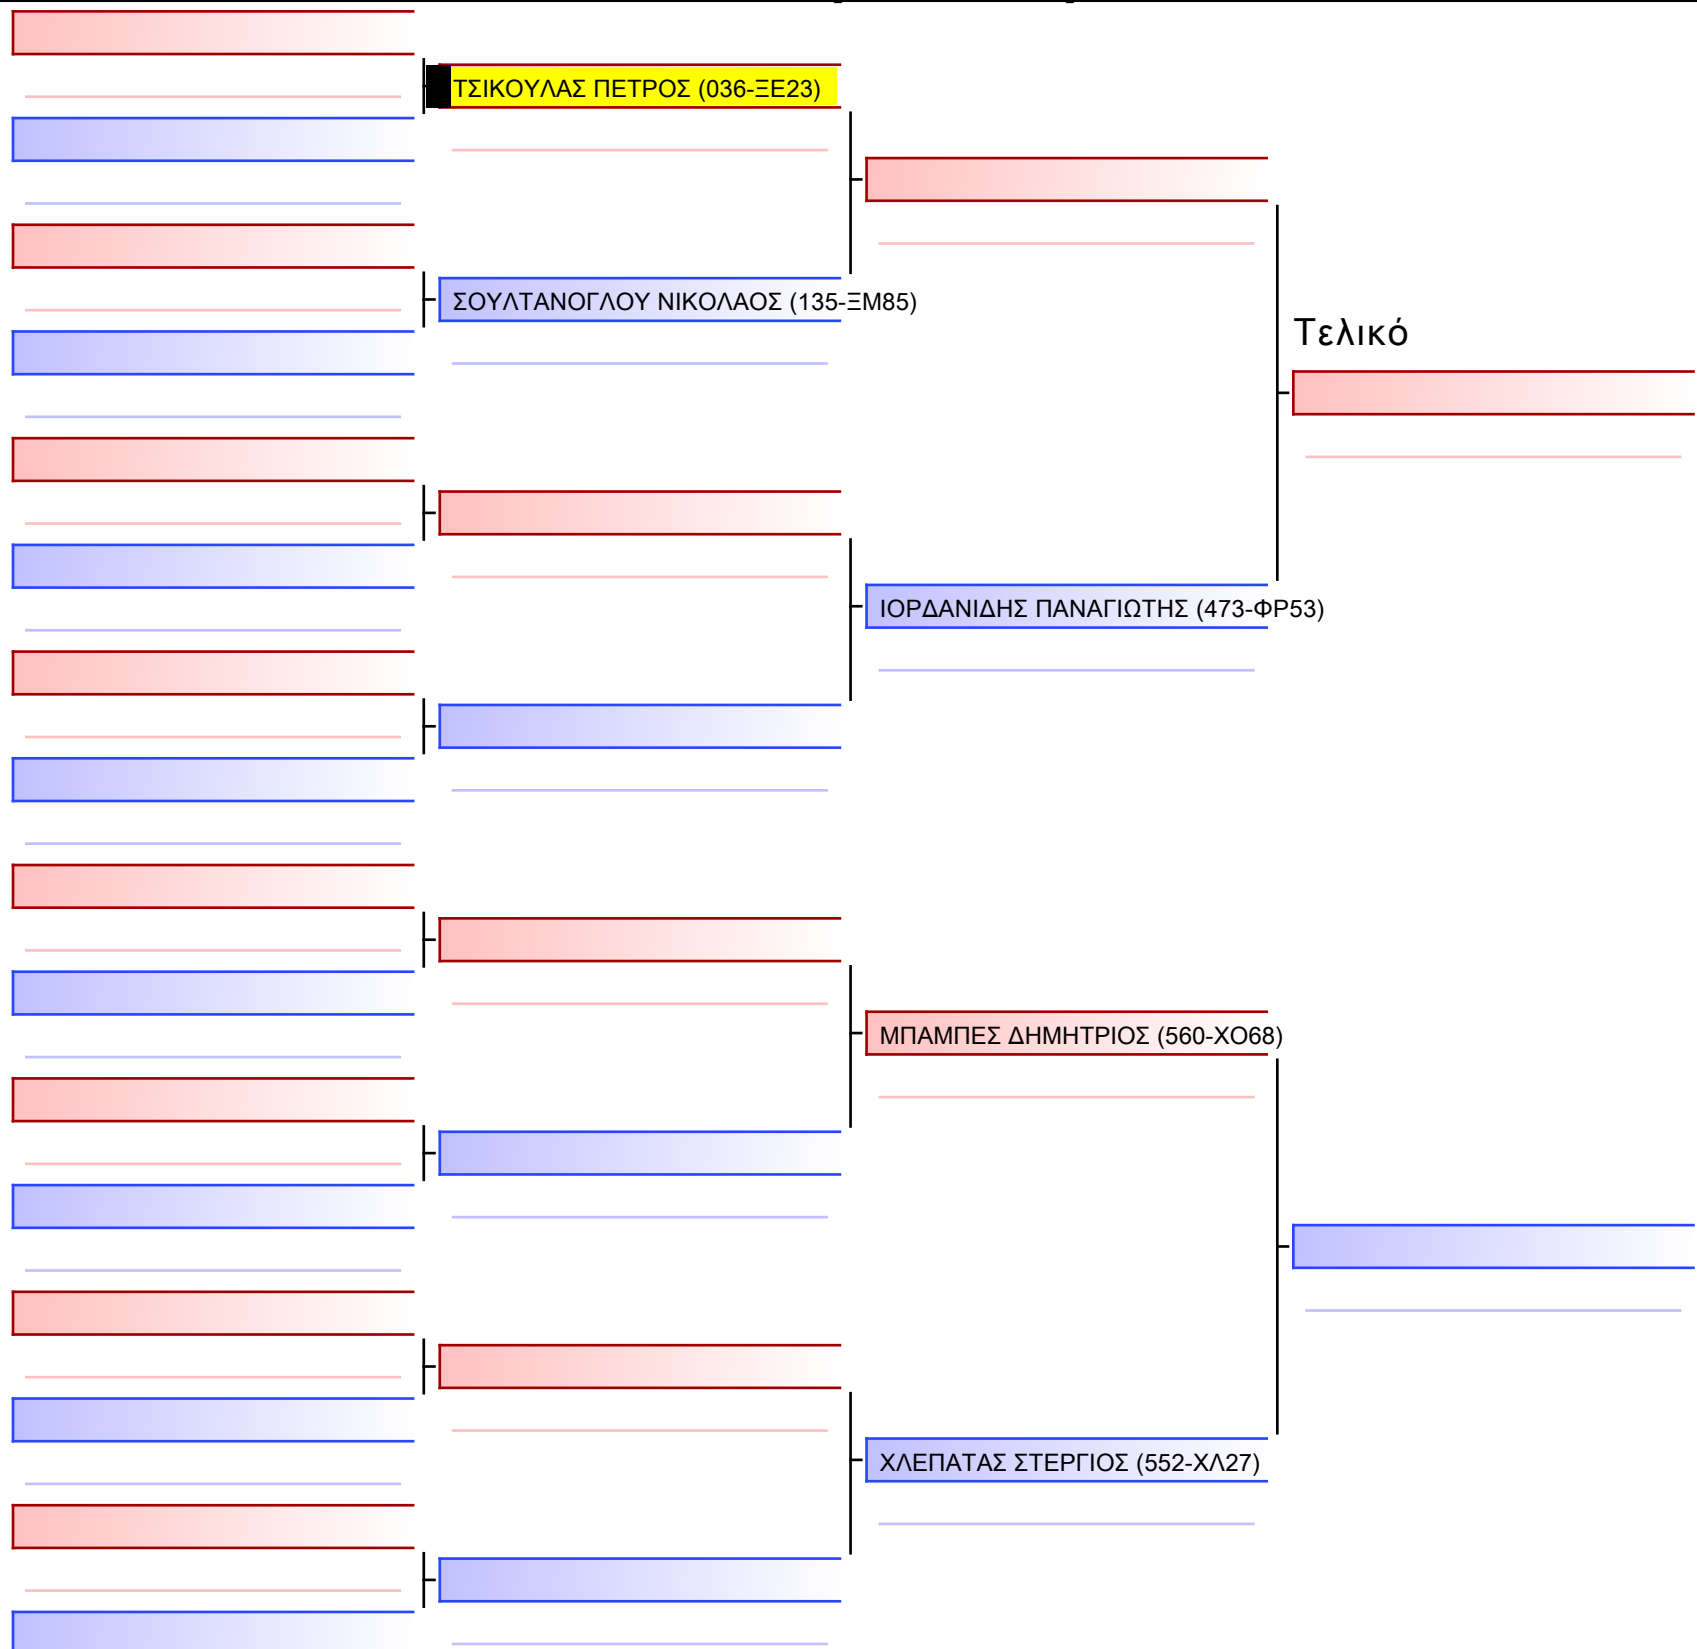 ΤΣΙΚΟΥΛΑΣ ΠΕΤΡΟΣ (036-ΞΕ23)
ΣΟΥΛΤΑΝΟΓΛΟΥ ΝΙΚΟΛΑΟΣ (135-ΞΜ85)
Τελικό
ΙΟΡΔΑΝΙΔΗΣ ΠΑΝΑΓΙΩΤΗΣ (473-ΦΡ53)
ΜΠΑΜΠΕΣ ΔΗΜΗΤΡΙΟΣ (560-ΧΟ68)
ΧΛΕΠΑΤΑΣ ΣΤΕΡΓΙΟΣ (552-ΧΛ27)